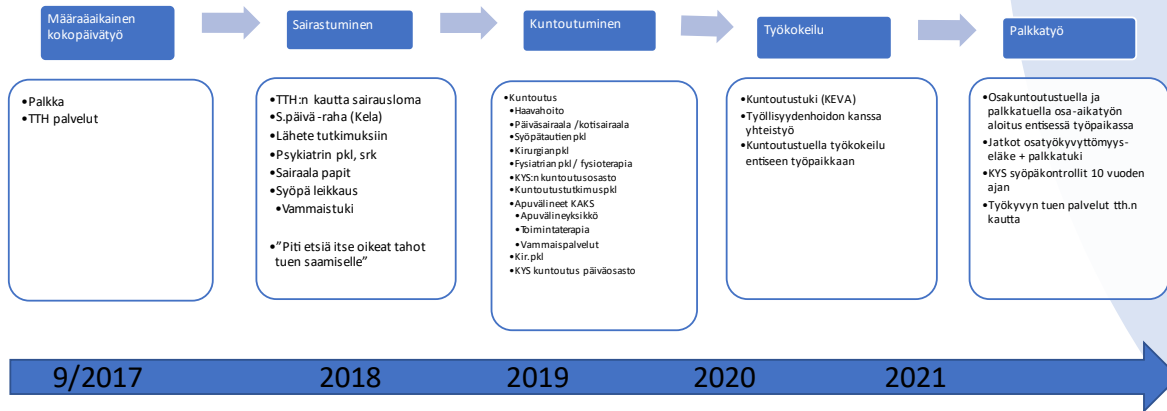 Määräaikainen
kokopäivätyö
Sairastuminen
Kuntoutuminen
Työkokeilu
Palkkatyö
•Palkka
•TTH palvelut
•TTH:n kautta sairausloma
•S.päivä -raha (Kela)
•Lähete tutkimuksiin
•Psykiatrin pkl, srk
•Sairaala papit
•Syöpä leikkaus
•Vammaistuki
•”Piti etsiä itse oikeat tahot
tuen saamiselle”
•Kuntoutus
•Haavahoito
•Päiväsairaala /kotisairaala
•Syöpätautien pkl
•Kirurgian pkl
•Fysiatrian pkl / fysioterapia
•KYS:n kuntoutusosasto
•Kuntoutustutkimuspkl
•Apuvälineet KAKS
•Apuvälineyksikkö
•Toimintaterapia
•Vammaispalvelut
•Kir.pkl
•KYS kuntoutus päiväosasto
•Kuntoutustuki (KEVA)
•Työllisyydenhoidon kanssa
yhteistyö
•Kuntoutustuella työkokeilu
entiseen työpaikkaan
•Osakuntoutustuella ja
palkkatuella osa-aikatyön
aloitus entisessä työpaikassa
•Jatkot osatyökyvyttömyys-
eläke + palkkatuki
•KYS syöpäkontrollit 10 vuoden
ajan
•Työkyvyn tuen palvelut tth.n
kautta
9/2017
2018
2019
2020
2021